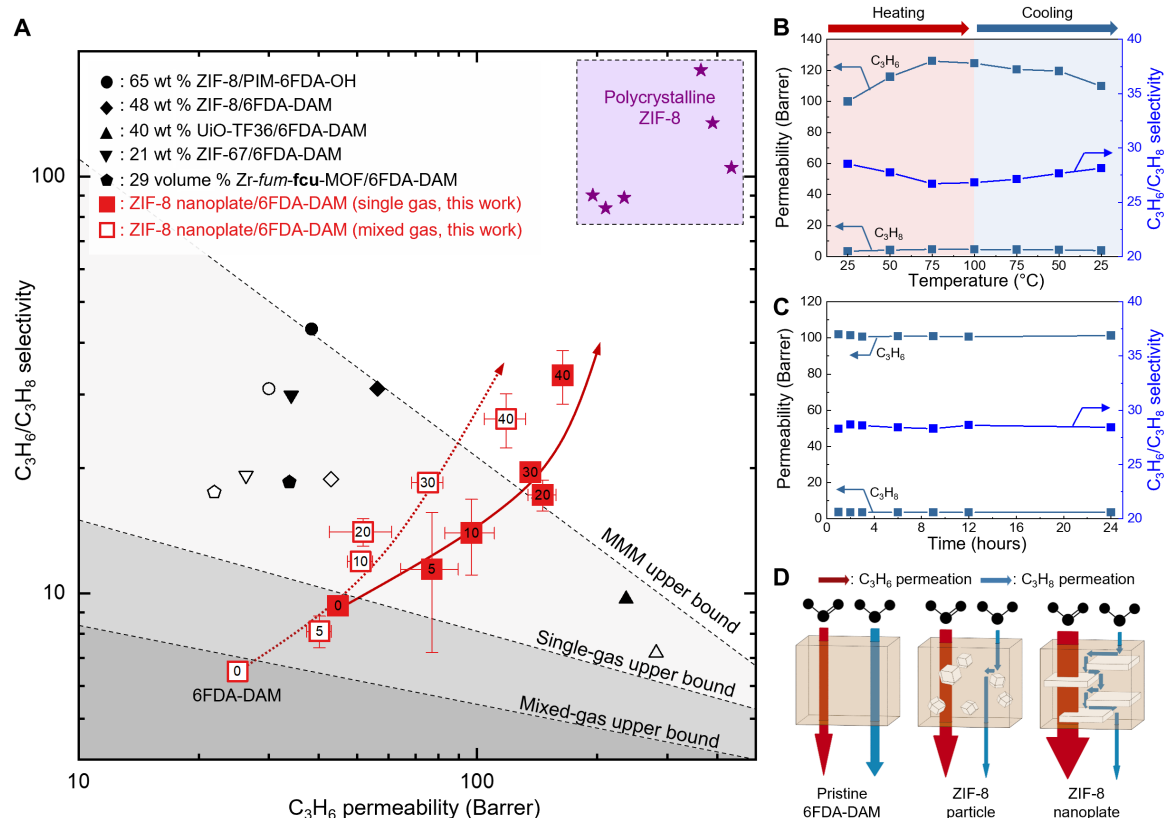 A
: 65 wt % ZIF-8/PIM-6FDA-OH
: 48 wt % ZIF-8/6FDA-DAM
: 40 wt % UiO-TF36/6FDA-DAM
: 21 wt % ZIF-67/6FDA-DAM
: 29 volume % Zr-fum-fcu-MOF/6FDA-DAM
: ZIF-8 nanoplate/6FDA-DAM (single gas, this work)
: ZIF-8 nanoplate/6FDA-DAM (mixed gas, this work)
Polycrystalline
ZIF-8
100
10
C3H6/C3H8 selectivity
40
40
30
30
20
20
10
10
5
5
0
0
6FDA-DAM
MMM upper bound
Single-gas upper bound
Mixed-gas upper bound
10
100
C3H6 permeability (Barrer)
B
Heating
Cooling
140
120
100
80
60
40
20
0
Permeability (Barrer)
C3H6
C3H8
40
35
30
25
20
C3H6/C3H8 selectivity
25 50 75 100 75 50 25
Temperature (°C)
C
120
100
80
60
40
20
0
Permeability (Barrer)
C3H6
C3H8
40
35
30
25
20
C3H6/C3H8 selectivity
0 4 8 12 16 20 24
Time (hours)
D
: C3H6 permeation
: C3H8 permeation
Pristine
6FDA-DAM
ZIF-8
particle
ZIF-8
nanoplate